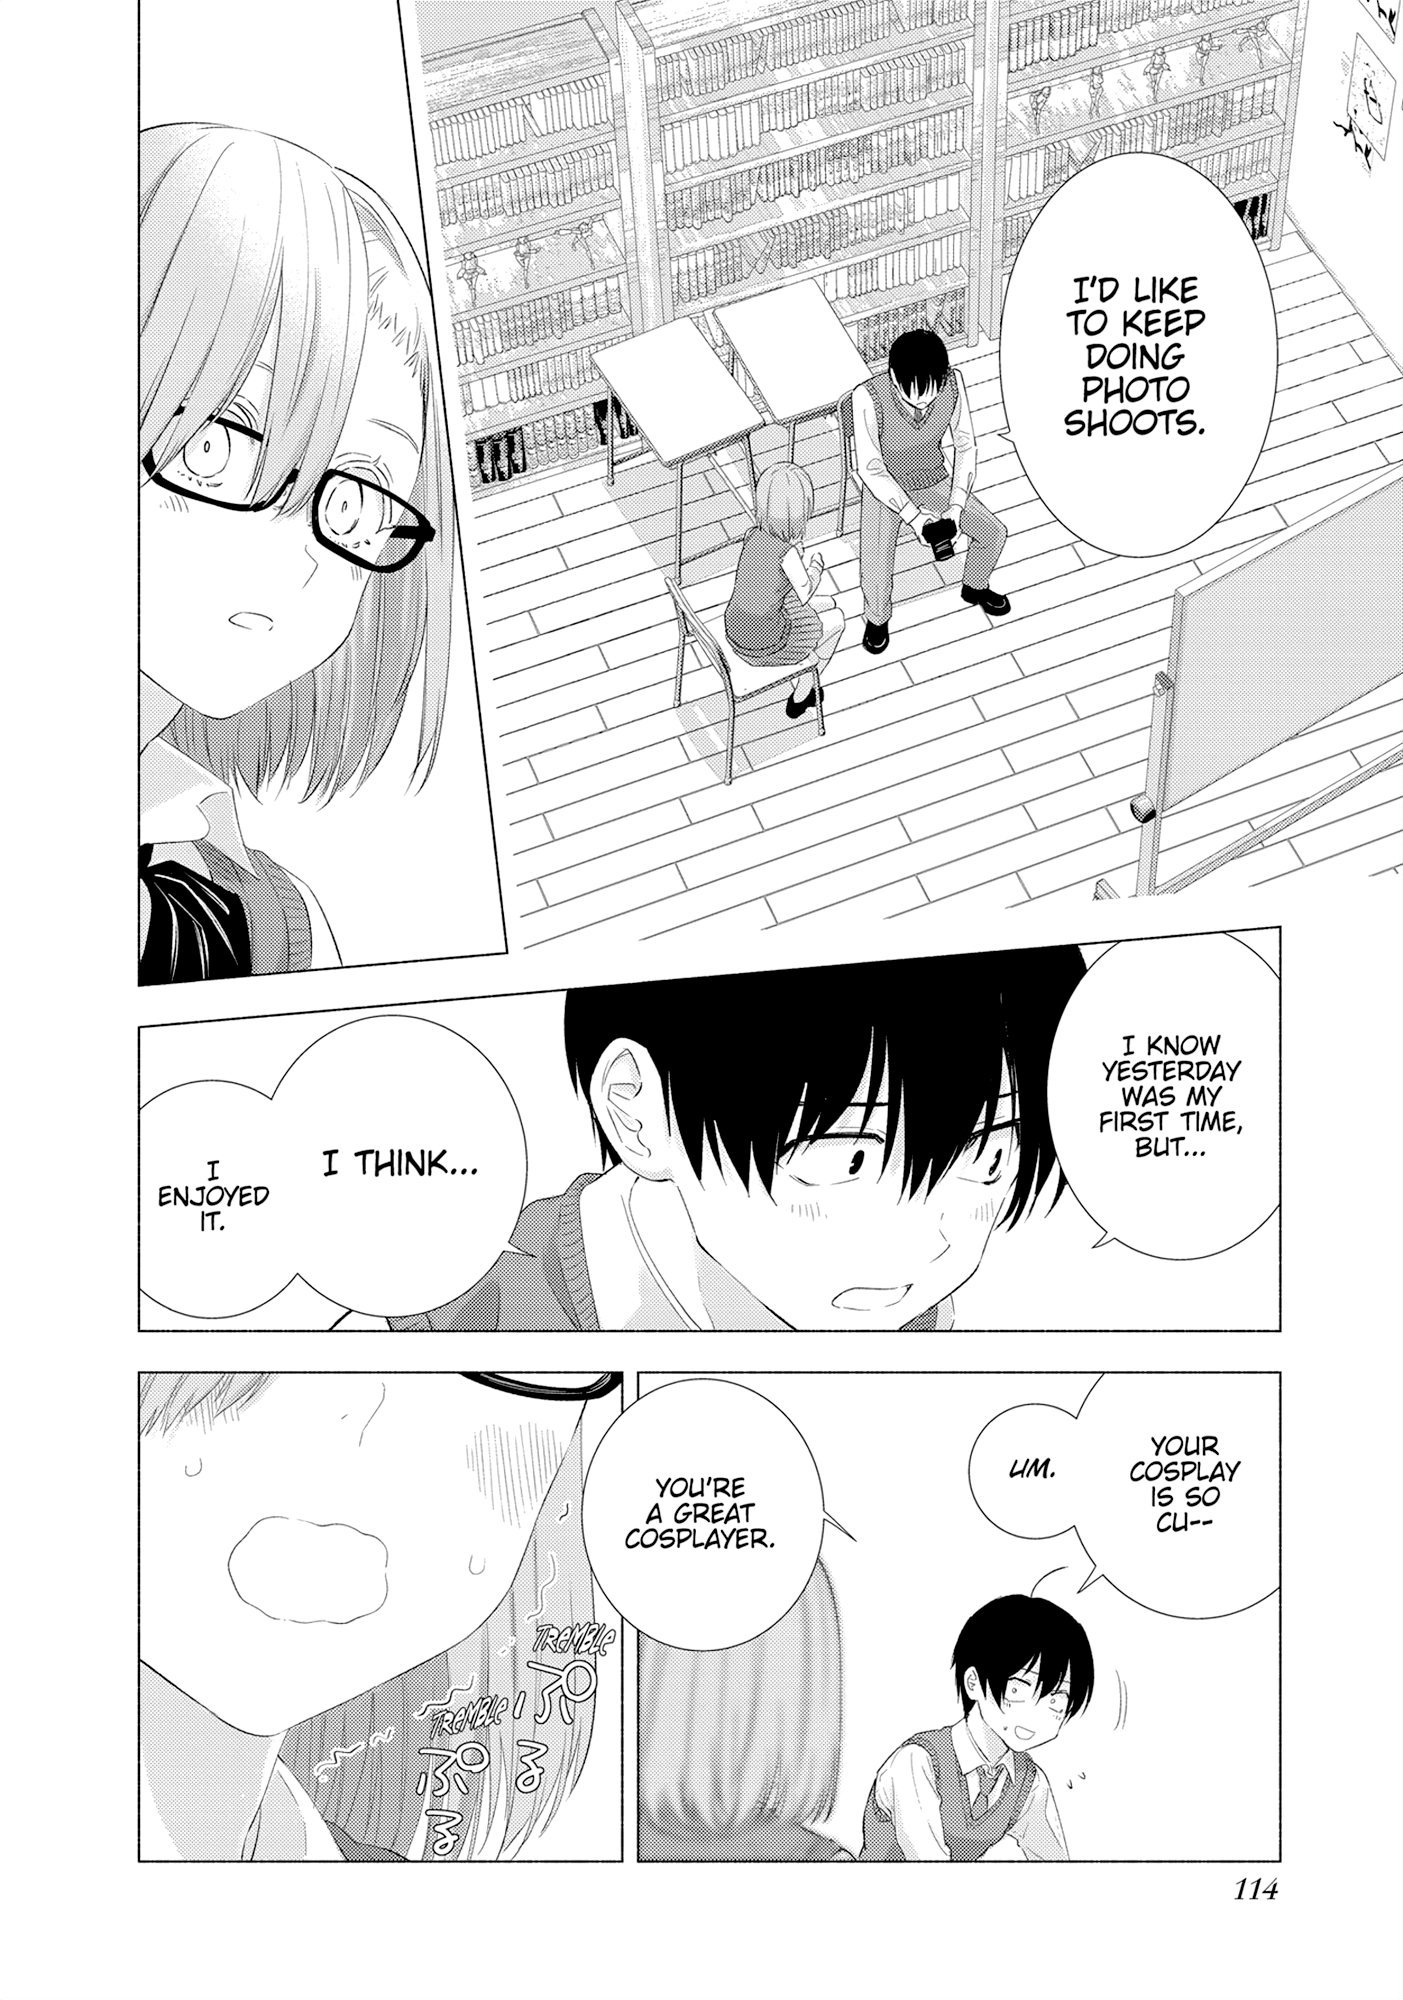 I'D LIKE
TO KEEP
DOING
PHOTO
SHOOTS.
I KNOW
YESTERDAY
WAS MY
FIRST TIME,
BUT...
I THINK...
I
ENJOYED
IT.
YOUR
COSPLAY
IS SO
CU--
UM.
YOU'RE
A GREAT
COSPLAYER.
TREMBLE
ぷる
TREMBLE
ぷる
114